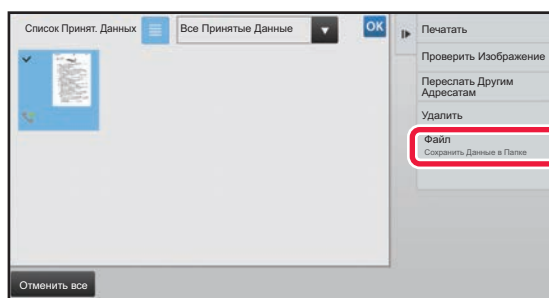 Список Принят. Данных
Все Принятые Данные
OK
Печатать
Проверить Изображение
Переслать Другим
Адресатам
Удалить
Файл
Сохранить Данные в Папке
Отменить все